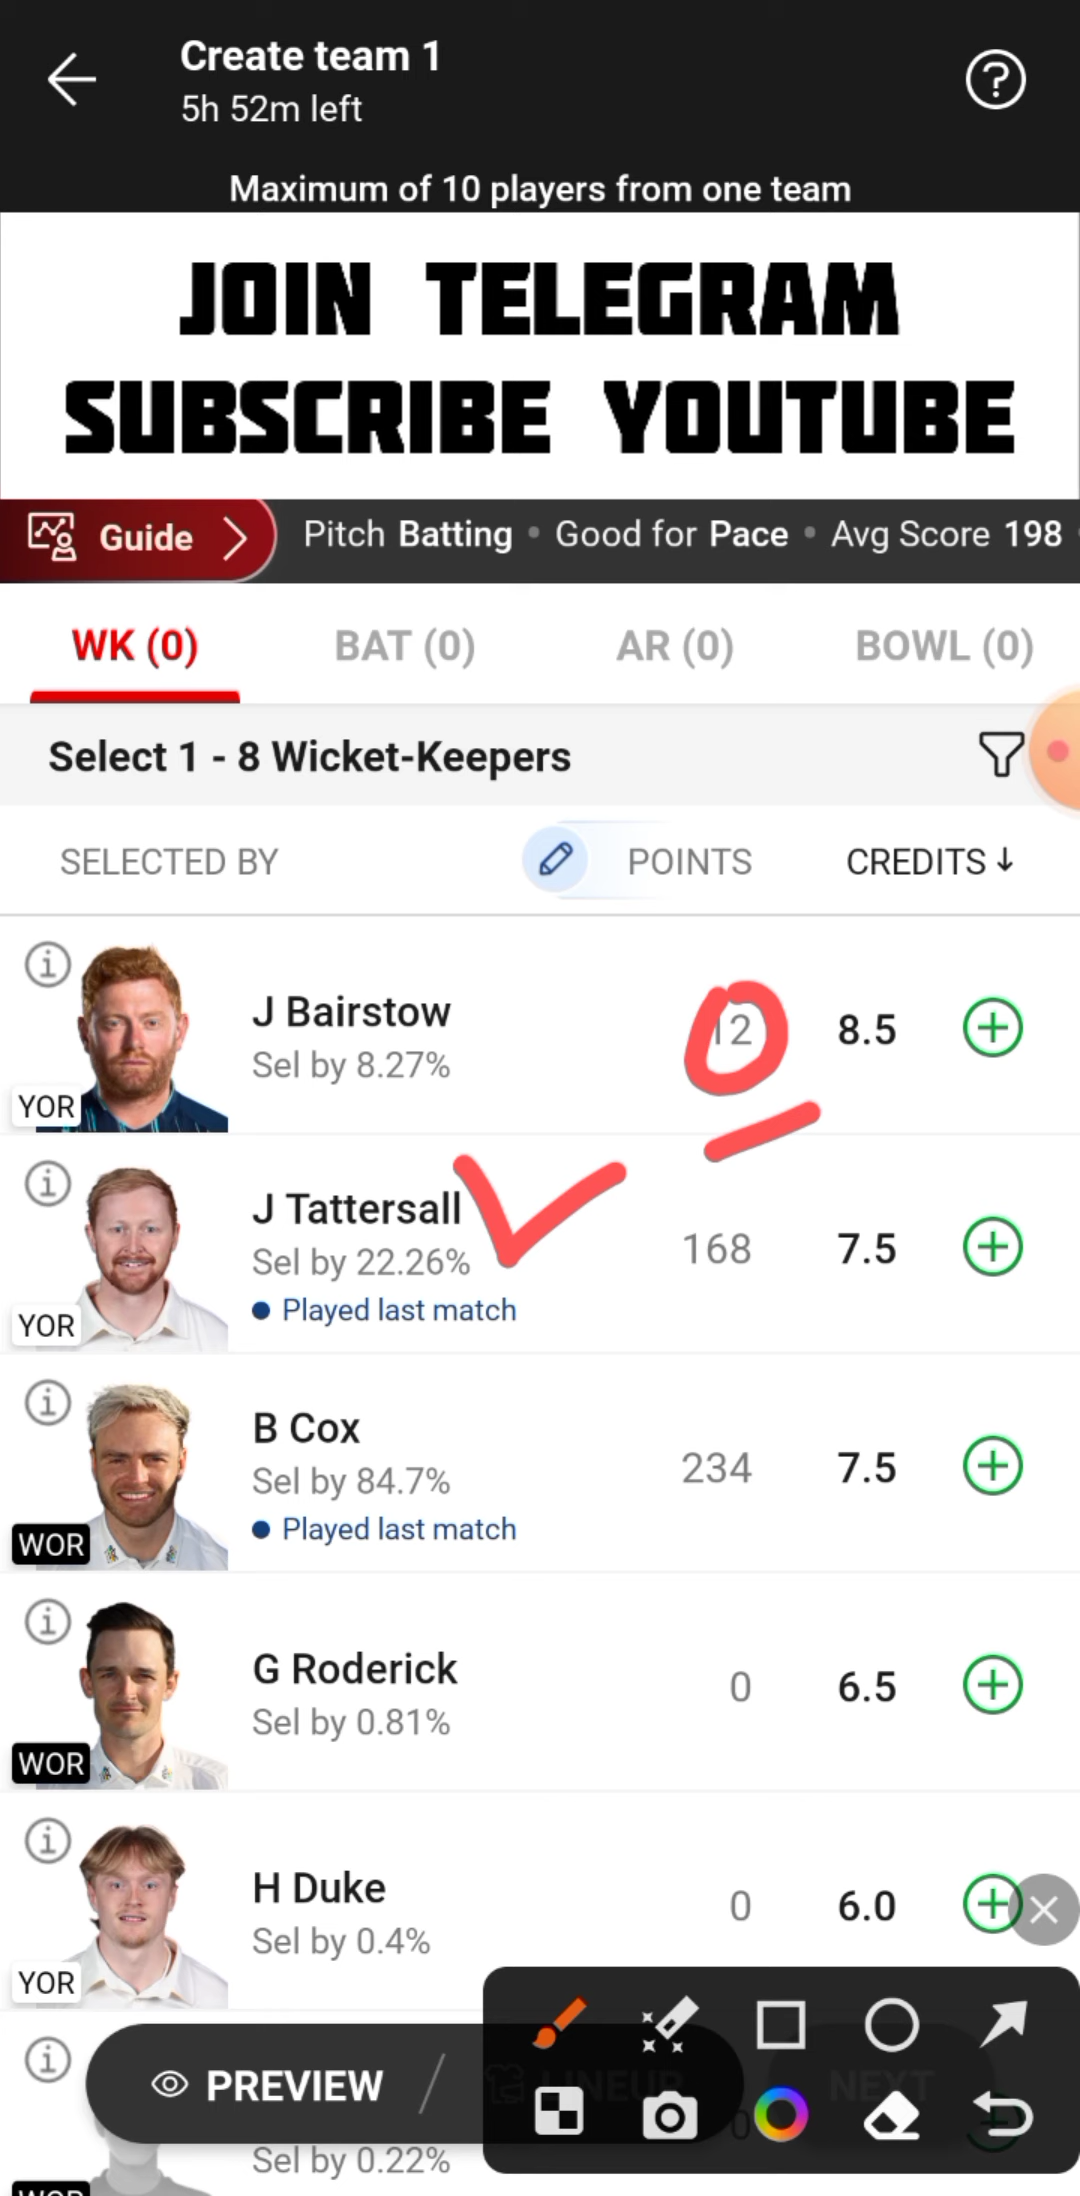 Create team 1
5h 52m left
Maximum of 10 players from one team
JOIN TELEGRAM
SUBSCRIBE YOUTUBE
Guide
Pitch Batting • Good for Pace • Avg Score 198
WK (0) BAT (0) AR (0) BOWL (0)
Select 1 - 8 Wicket-Keepers
SELECTED BY POINTS CREDITS ↓
J Bairstow
Sel by 8.27%
12 8.5
YOR
J Tattersall
Sel by 22.26%
168 7.5
Played last match
YOR
B Cox
Sel by 84.7%
234 7.5
Played last match
WOR
G Roderick
Sel by 0.81%
0 6.5
WOR
H Duke
Sel by 0.4%
0 6.0
YOR
PREVIEW LINEUP NEXT
Sel by 0.22%
WOR